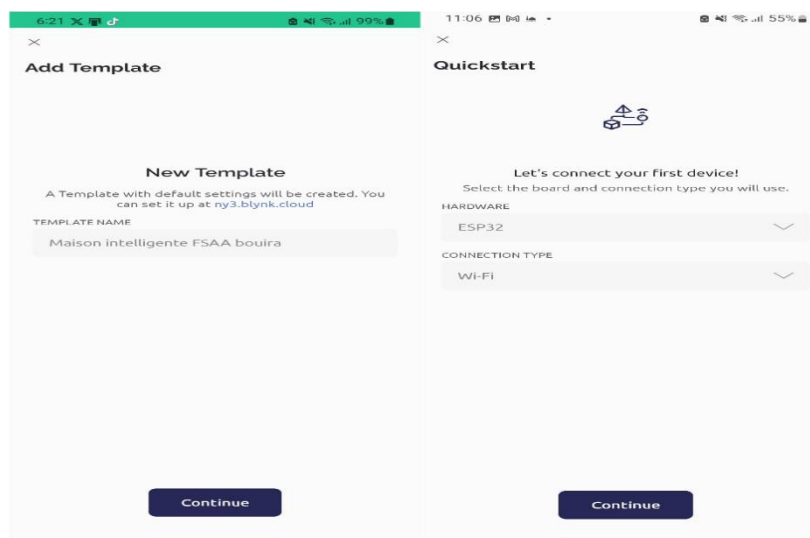 6:21
99%
Add Template
New Template
A Template with default settings will be created. You
can set it up at ny3.blynk.cloud
TEMPLATE NAME
Maison intelligente FSAA bouira
Continue
11:06
55%
Quickstart
Let's connect your first device!
Select the board and connection type you will use.
HARDWARE
ESP32
CONNECTION TYPE
Wi-Fi
Continue